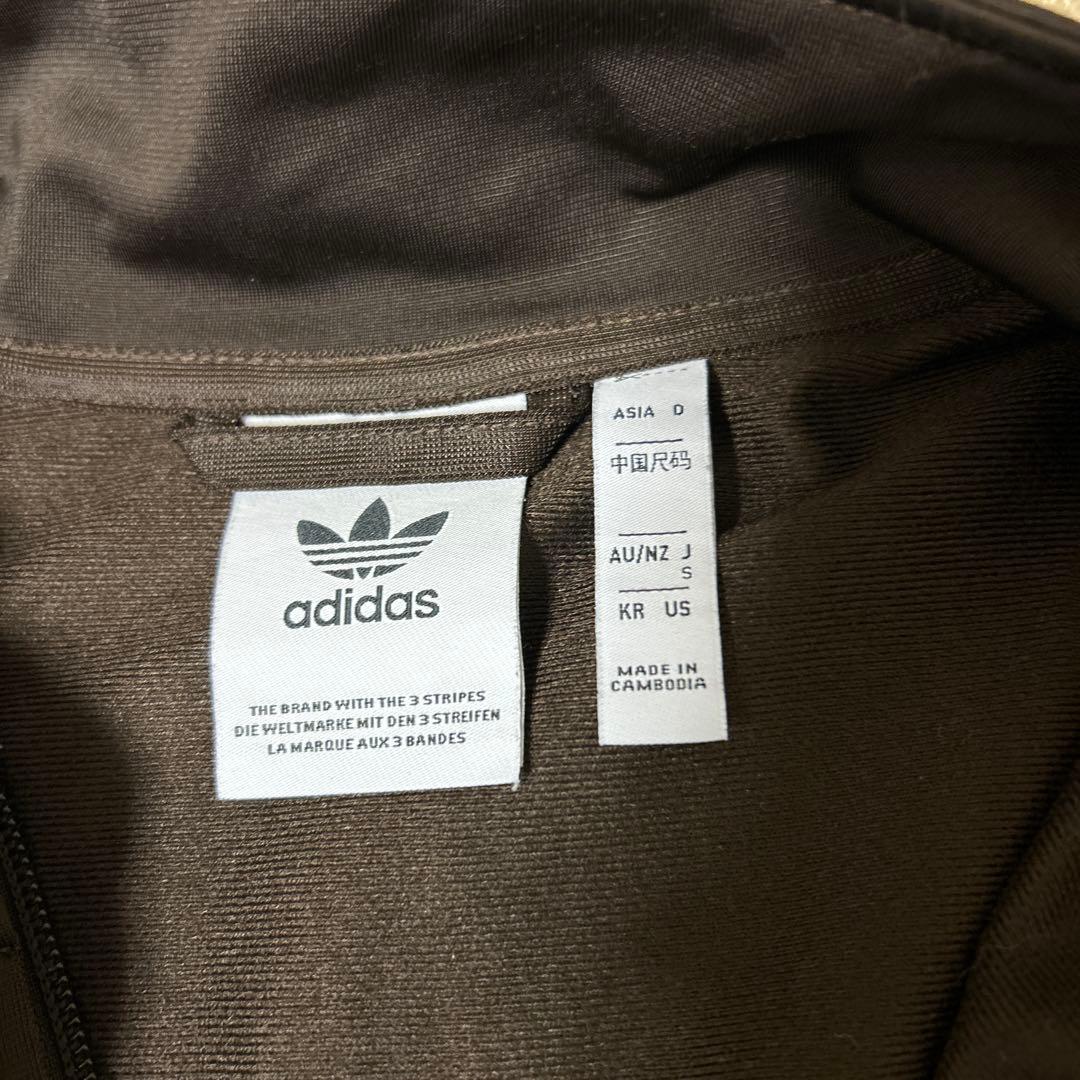 adidas
THE BRAND WITH THE 3 STRIPES
DIE WELTMARKE MIT DEN 3 STREIFEN
LA MARQUE AUX 3 BANDES
ASIA D
中国尺码
AU/NZ J
S
KR US
MADE IN
CAMBODIA